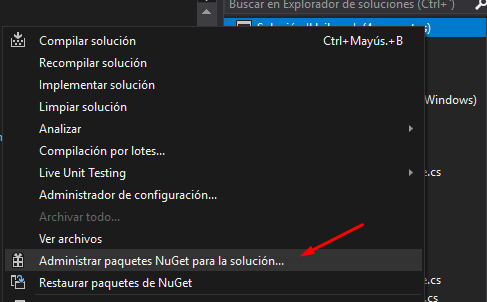 Buscar en Explorador de soluciones (Ctrl+´)
Compilar solución Ctrl+Mayús.+B
Recompilar solución
Implementar solución
Limpiar solución
Analizar
Compilación por lotes...
Windows)
Live Unit Testing
e.cs
Administrador de configuración...
Archivar todo...
Ver archivos
Administrar paquetes NuGet para la solución...
Restaurar paquetes de NuGet
e.cs
.cs